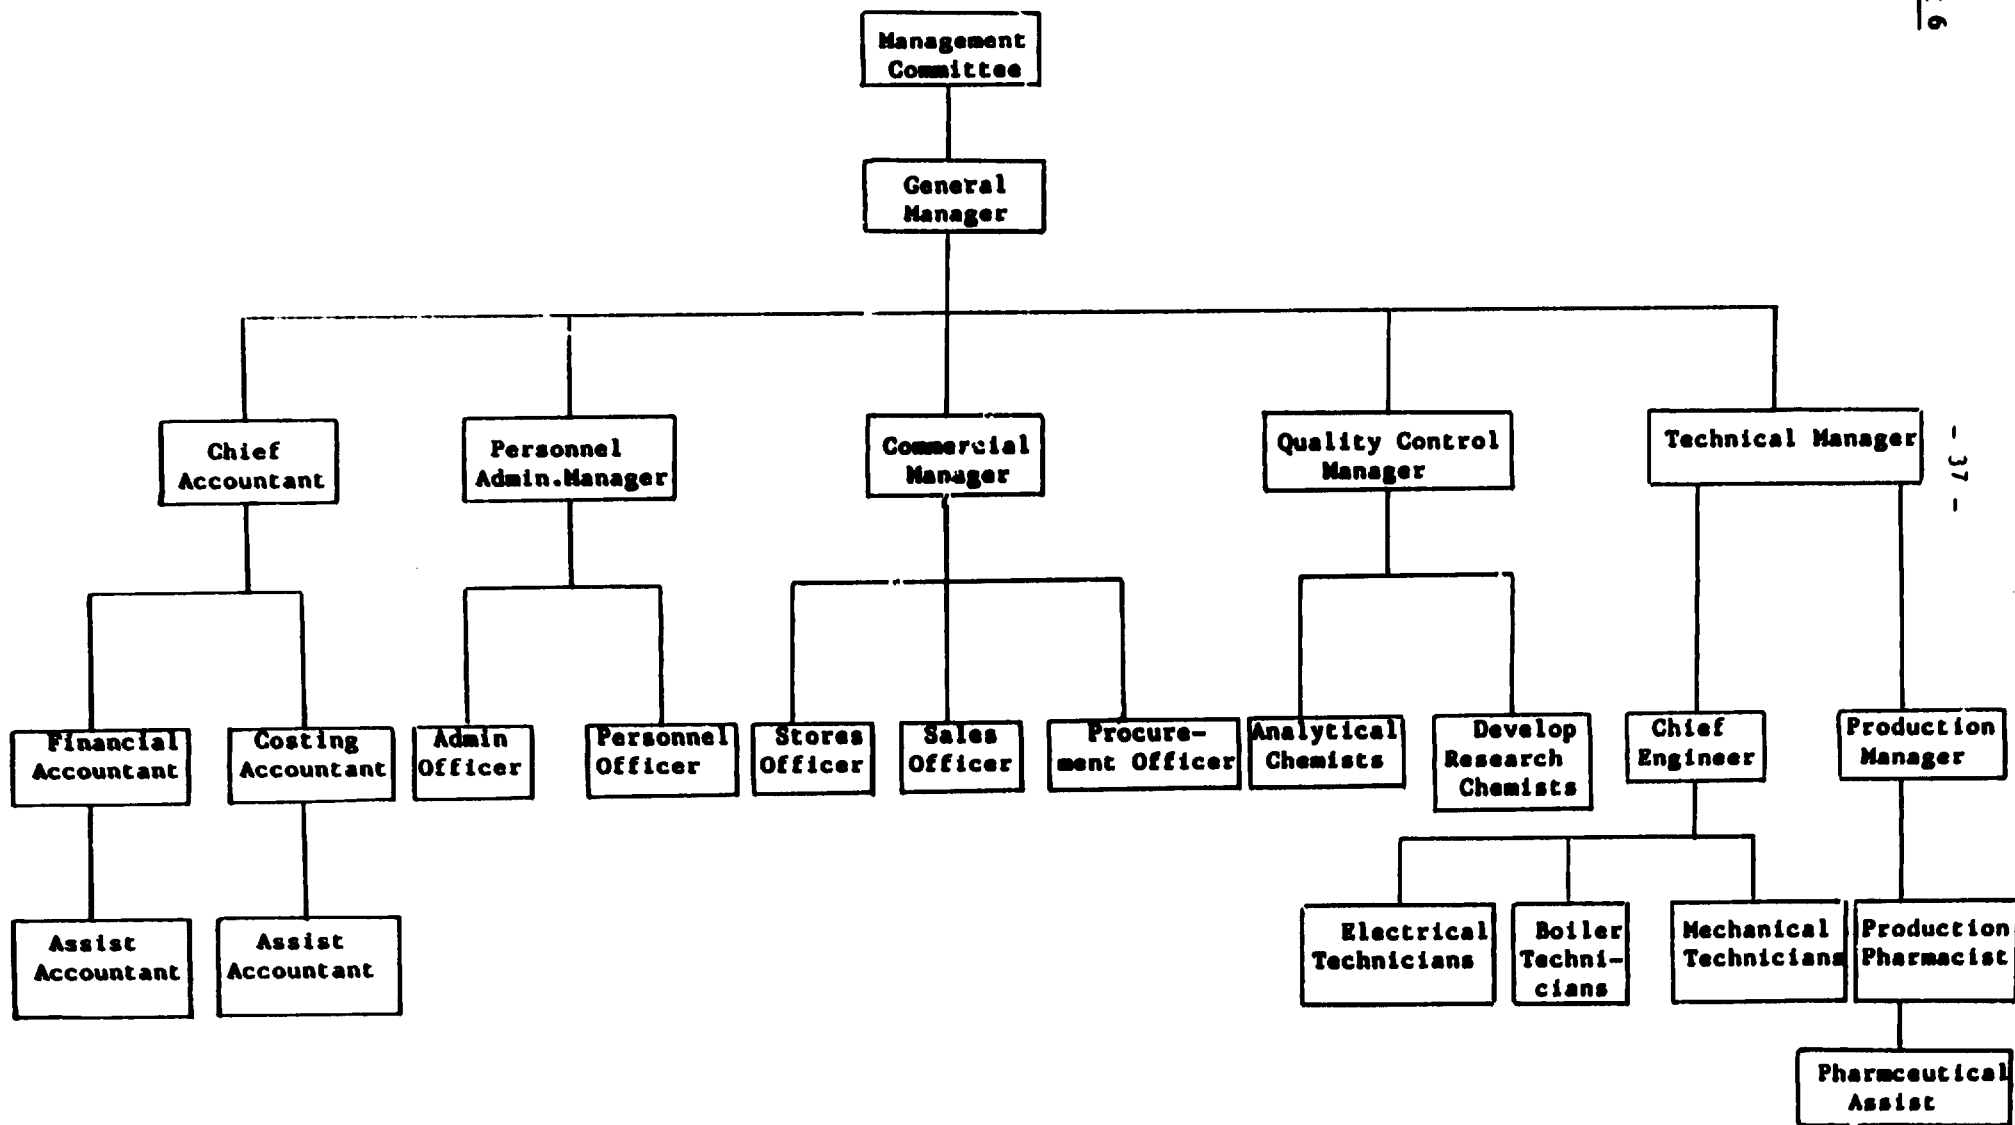 6
Management
Committee
General
Manager
Chief
Accountant
Personnel
Admin.Manager
Commercial
Manager
Quality Control
Manager
Technical Manager
- 37 -
Financial
Accountant
Costing
Accountant
Admin
Officer
Personnel
Officer
Stores
Officer
Sales
Officer
Procure-
ment Officer
Analytical
Chemists
Develop
Research
Chemists
Chief
Engineer
Production
Manager
Assist
Accountant
Assist
Accountant
Electrical
Technicians
Boiler
Techni-
cians
Mechanical
Technicians
Production
Pharmacist
Pharmceutical
Assist